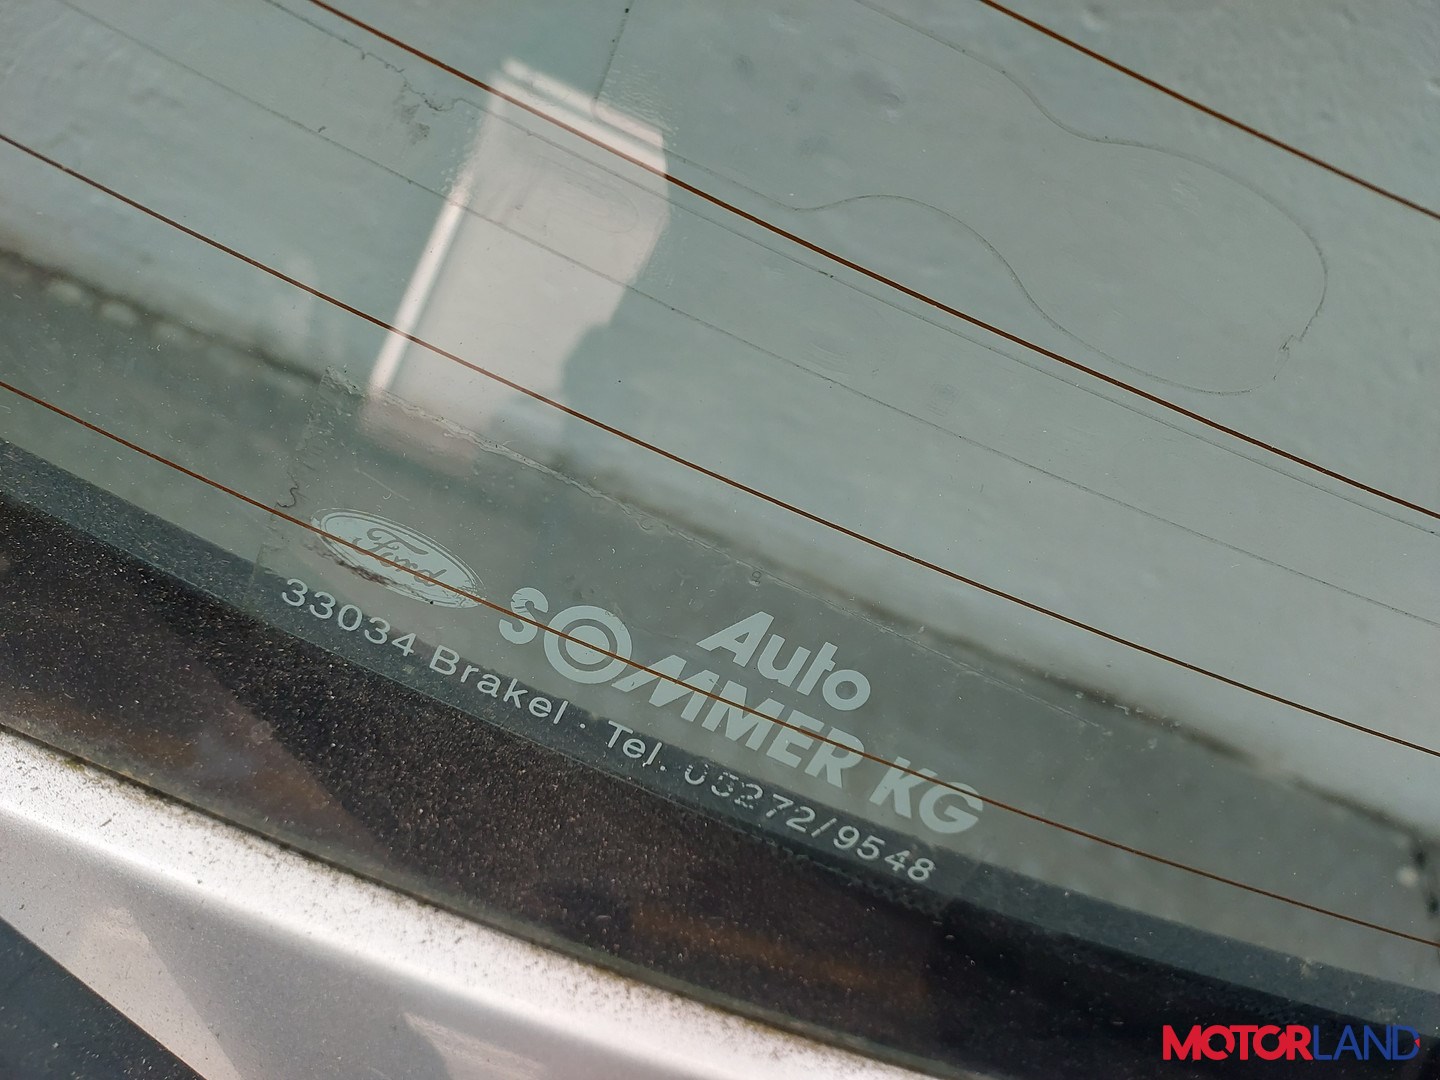 Ford
Auto
SOMMER KG
33034 Brakel · Tel. 05272/9548
MOTORLAND